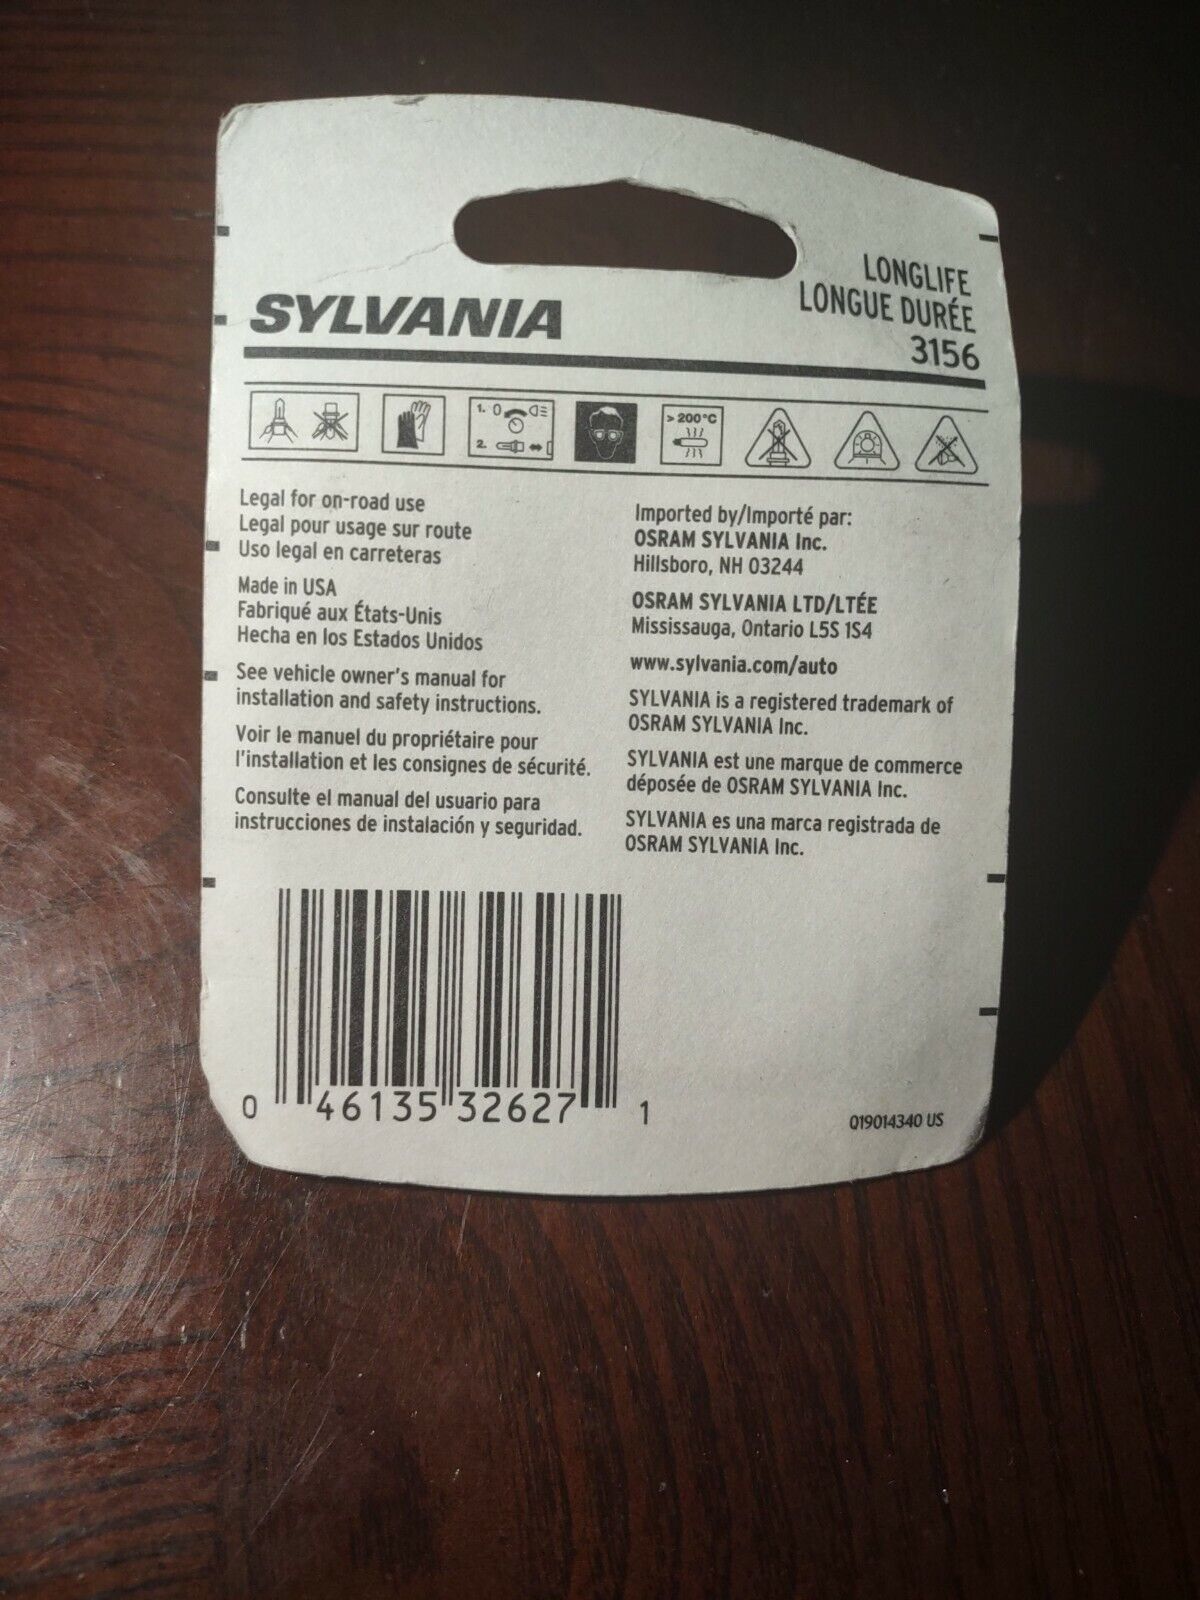 LONGLIFE
LONGUE DURÉE
3156
SYLVANIA
1. 0
2.
> 200°C
Legal for on-road use
Legal pour usage sur route
Uso legal en carreteras
Made in USA
Fabriqué aux États-Unis
Hecha en los Estados Unidos
See vehicle owner's manual for
installation and safety instructions.
Voir le manuel du propriétaire pour
l'installation et les consignes de sécurité.
Consulte el manual del usuario para
instrucciones de instalación y seguridad.
Imported by/Importé par:
OSRAM SYLVANIA Inc.
Hillsboro, NH 03244
OSRAM SYLVANIA LTD/LTÉE
Mississauga, Ontario L5S 1S4
www.sylvania.com/auto
SYLVANIA is a registered trademark of
OSRAM SYLVANIA Inc.
SYLVANIA est une marque de commerce
déposée de OSRAM SYLVANIA Inc.
SYLVANIA es una marca registrada de
OSRAM SYLVANIA Inc.
0 46135 32627 1
019014340 US